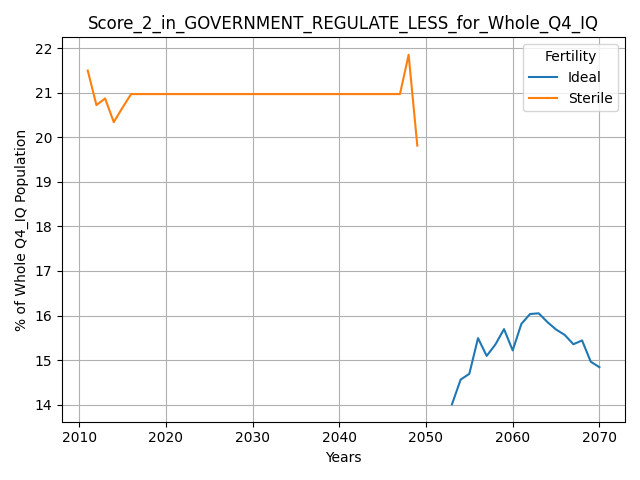 Score_2_in_GOVERNMENT_REGULATE_LESS_for_Whole_Q4_IQ
22
21
20
19
18
17
16
15
14
% of Whole Q4_IQ Population
Fertility
Ideal
Sterile
2010 2020 2030 2040 2050 2060 2070
Years